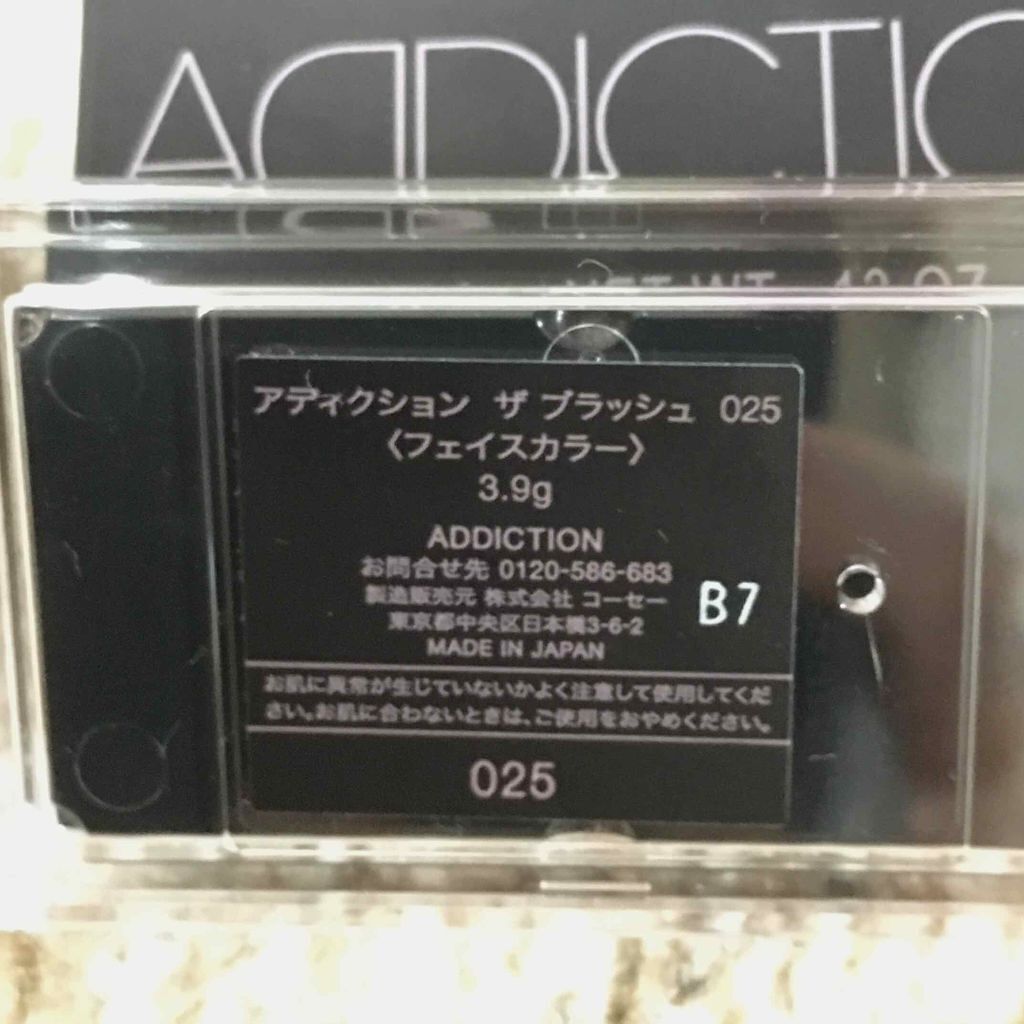 ADDICTIO
NET WT. .13 OZ
アディクション ザ ブラッシュ 025
〈フェイスカラー〉
3.9g
ADDICTION
お問合せ先 0120-586-683
製造販売元 株式会社 コーセー
東京都中央区日本橋3-6-2
MADE IN JAPAN
B7
お肌に異常が生じていないかよく注意して使用してくだ
さい。お肌に合わないときは、ご使用をおやめください。
025